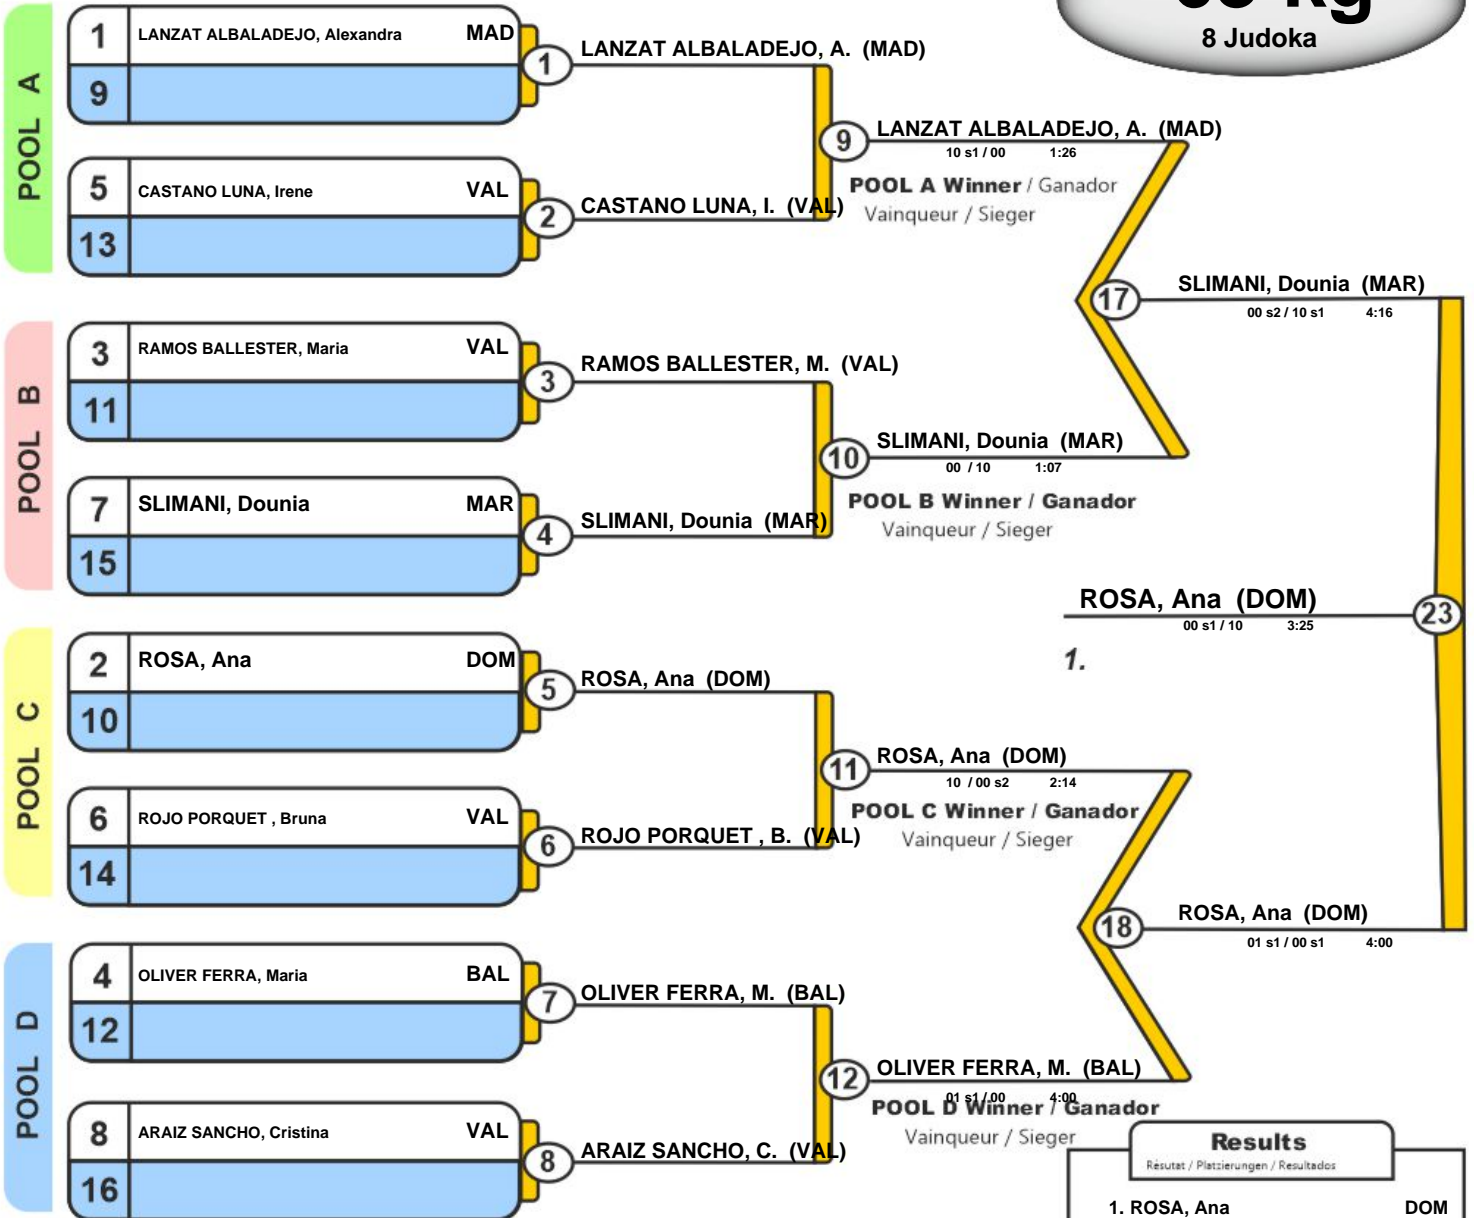 8 Judoka
POOL A
1 LANZAT ALBALADEJO, Alexandra MAD
9
5 CASTANO LUNA, Irene VAL
13
1 LANZAT ALBALADEJO, A. (MAD)
2 CASTANO LUNA, I. (VAL)
9 LANZAT ALBALADEJO, A. (MAD)
10 s1 / 00 1:26
POOL A Winner / Ganador
Vainqueur / Sieger
POOL B
3 RAMOS BALLESTER, Maria VAL
11
7 SLIMANI, Dounia MAR
15
3 RAMOS BALLESTER, M. (VAL)
4 SLIMANI, Dounia (MAR)
10 SLIMANI, Dounia (MAR)
00 / 10 1:07
POOL B Winner / Ganador
Vainqueur / Sieger
17 SLIMANI, Dounia (MAR)
00 s2 / 10 s1 4:16
ROSA, Ana (DOM) 23
00 s1 / 10 3:25
1.
POOL C
2 ROSA, Ana DOM
10
6 ROJO PORQUET , Bruna VAL
14
5 ROSA, Ana (DOM)
6 ROJO PORQUET , B. (VAL)
11 ROSA, Ana (DOM)
10 / 00 s2 2:14
POOL C Winner / Ganador
Vainqueur / Sieger
18 ROSA, Ana (DOM)
01 s1 / 00 s1 4:00
POOL D
4 OLIVER FERRA, Maria BAL
12
8 ARAIZ SANCHO, Cristina VAL
16
7 OLIVER FERRA, M. (BAL)
8 ARAIZ SANCHO, C. (VAL)
12 OLIVER FERRA, M. (BAL)
01 s1 / 00 4:00
POOL D Winner / Ganador
Vainqueur / Sieger
Results
Résutat / Platzierungen / Resultados
1. ROSA, Ana DOM